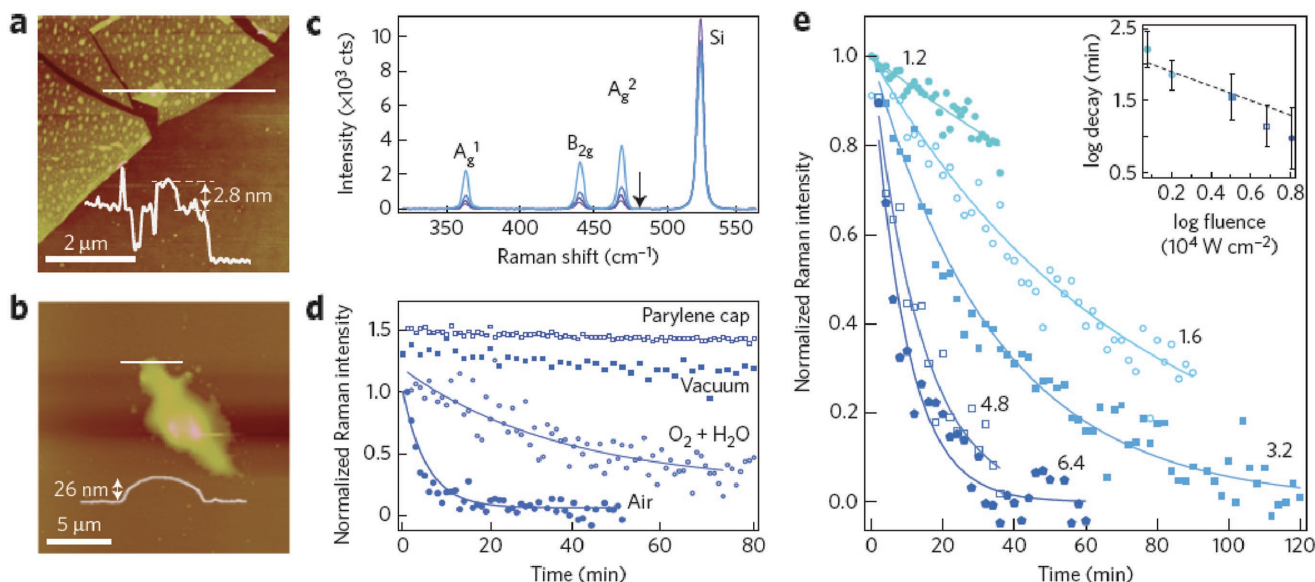 a
2.8 nm
2 μm
b
26 nm
5 μm
c
Intensity (×10³ cts)
10
8
6
4
2
0
A_g¹
B₂g
A_g²
Si
350
400
450
500
550
Raman shift (cm⁻¹)
d
Normalized Raman intensity
1.5
1.0
0.5
0
Parylene cap
Vacuum
O₂ + H₂O
Air
0
20
40
60
80
Time (min)
e
Normalized Raman intensity
1.0
0.8
0.6
0.4
0.2
0.0
1.2
1.6
4.8
6.4
3.2
0
20
40
60
80
100
120
Time (min)
log decay (min)
2.5
1.5
0.5
0.2
0.4
0.6
0.8
log fluence
(10⁴ W cm⁻²)